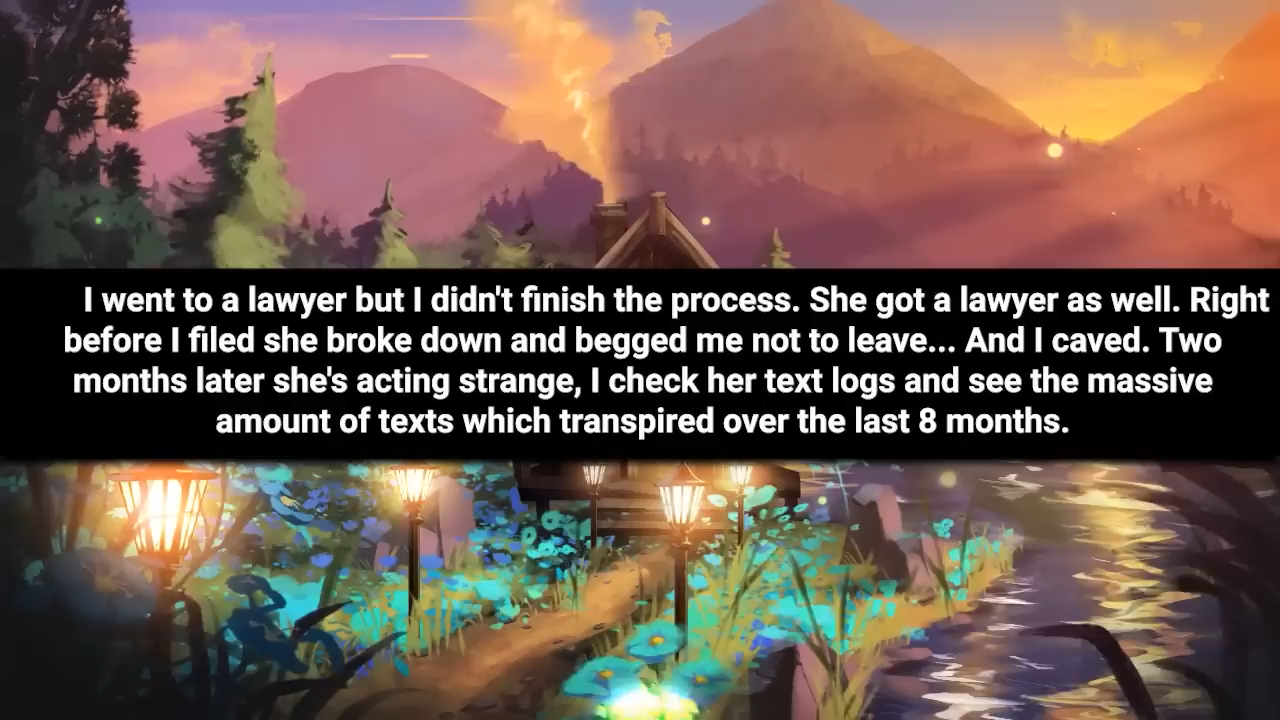 I went to a lawyer but I didn't finish the process. She got a lawyer as well. Right
before I filed she broke down and begged me not to leave... And I caved. Two
months later she's acting strange, I check her text logs and see the massive
amount of texts which transpired over the last 8 months.